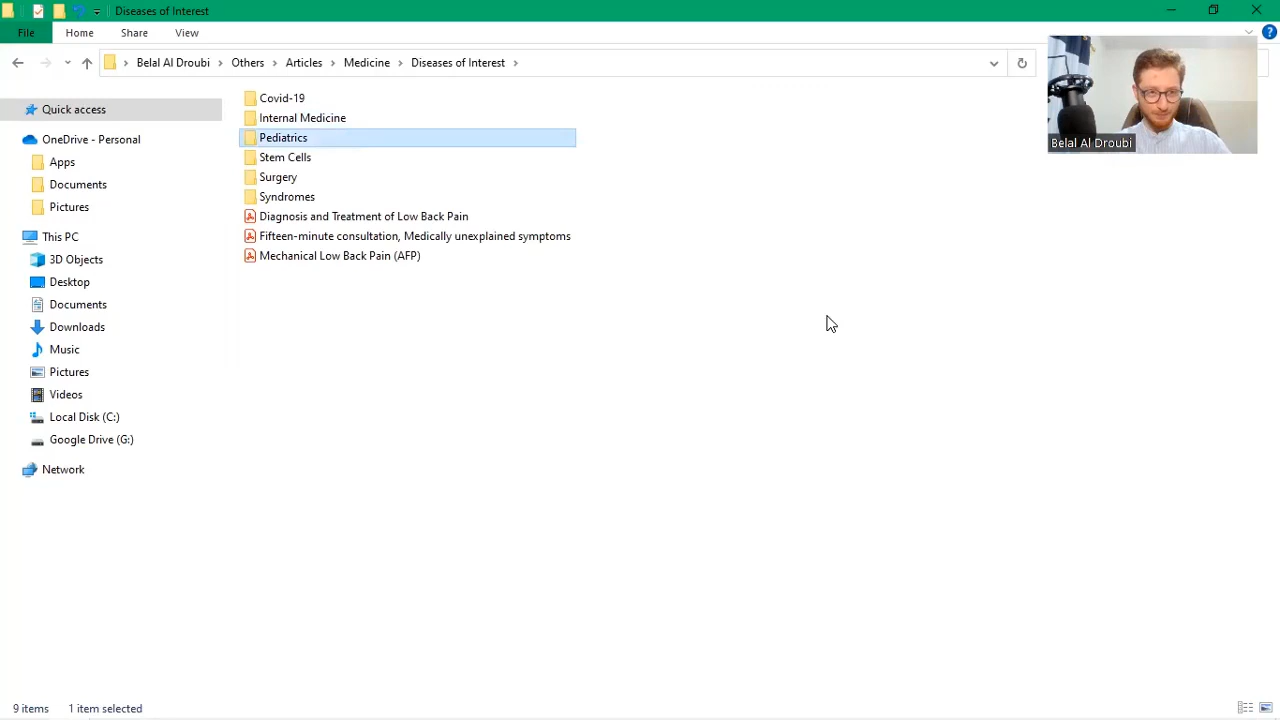 Diseases of Interest
File Home Share View
Belal Al Droubi > Others > Articles > Medicine > Diseases of Interest >
Belal Al Droubi
Quick access
OneDrive - Personal
Apps
Documents
Pictures
This PC
3D Objects
Desktop
Documents
Downloads
Music
Pictures
Videos
Local Disk (C:)
Google Drive (G:)
Network
Covid-19
Internal Medicine
Pediatrics
Stem Cells
Surgery
Syndromes
Diagnosis and Treatment of Low Back Pain
Fifteen-minute consultation, Medically unexplained symptoms
Mechanical Low Back Pain (AFP)
9 items 1 item selected